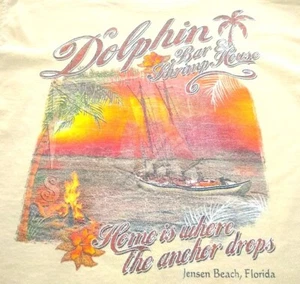 Dolphin
Bar &
Shrimp House
Home is where
the anchor drops
Jensen Beach, Florida